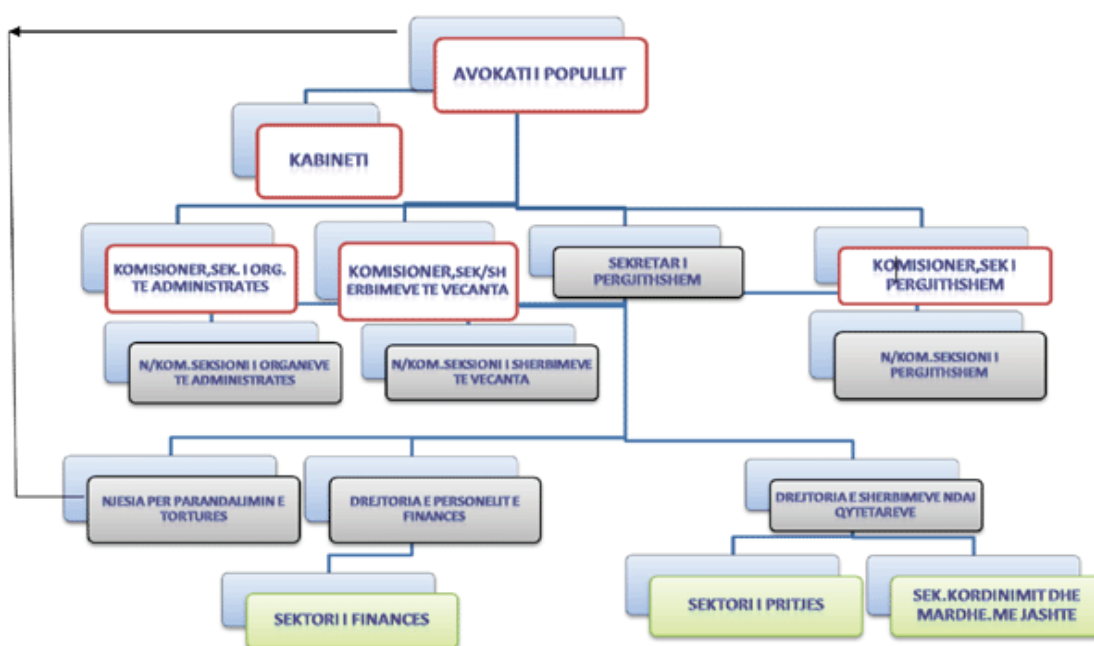 AVOKATI I POPULLIT
KABINETI
KOMISIONER,SEK. I ORG.
TE ADMINISTRATES
KOMISIONER,SEK/SH
ERBIMEVE TE VECANTA
SEKRETAR I
PERGJITHSHEM
KOMISIONER,SEK I
PERGJITHSHEM
N/KOM.SEKSIONI I ORGANEVE
TE ADMINISTRATES
N/KOM.SEKSIONI I SHERBIMEVE
TE VECANTA
N/KOM.SEKSIONI I
PERGJITHSHEM
NJESIA PER PARANDALIMIN E
TORTURES
DREJTORIA E PERSONELIT E
FINANCES
DREJTORIA E SHERBIMEVE NDAI
QYTETAREVE
SEKTORI I FINANCES
SEKTORI I PRITJES
SEK.KORDINIMIT DHE
MARDHE.ME JASHTE